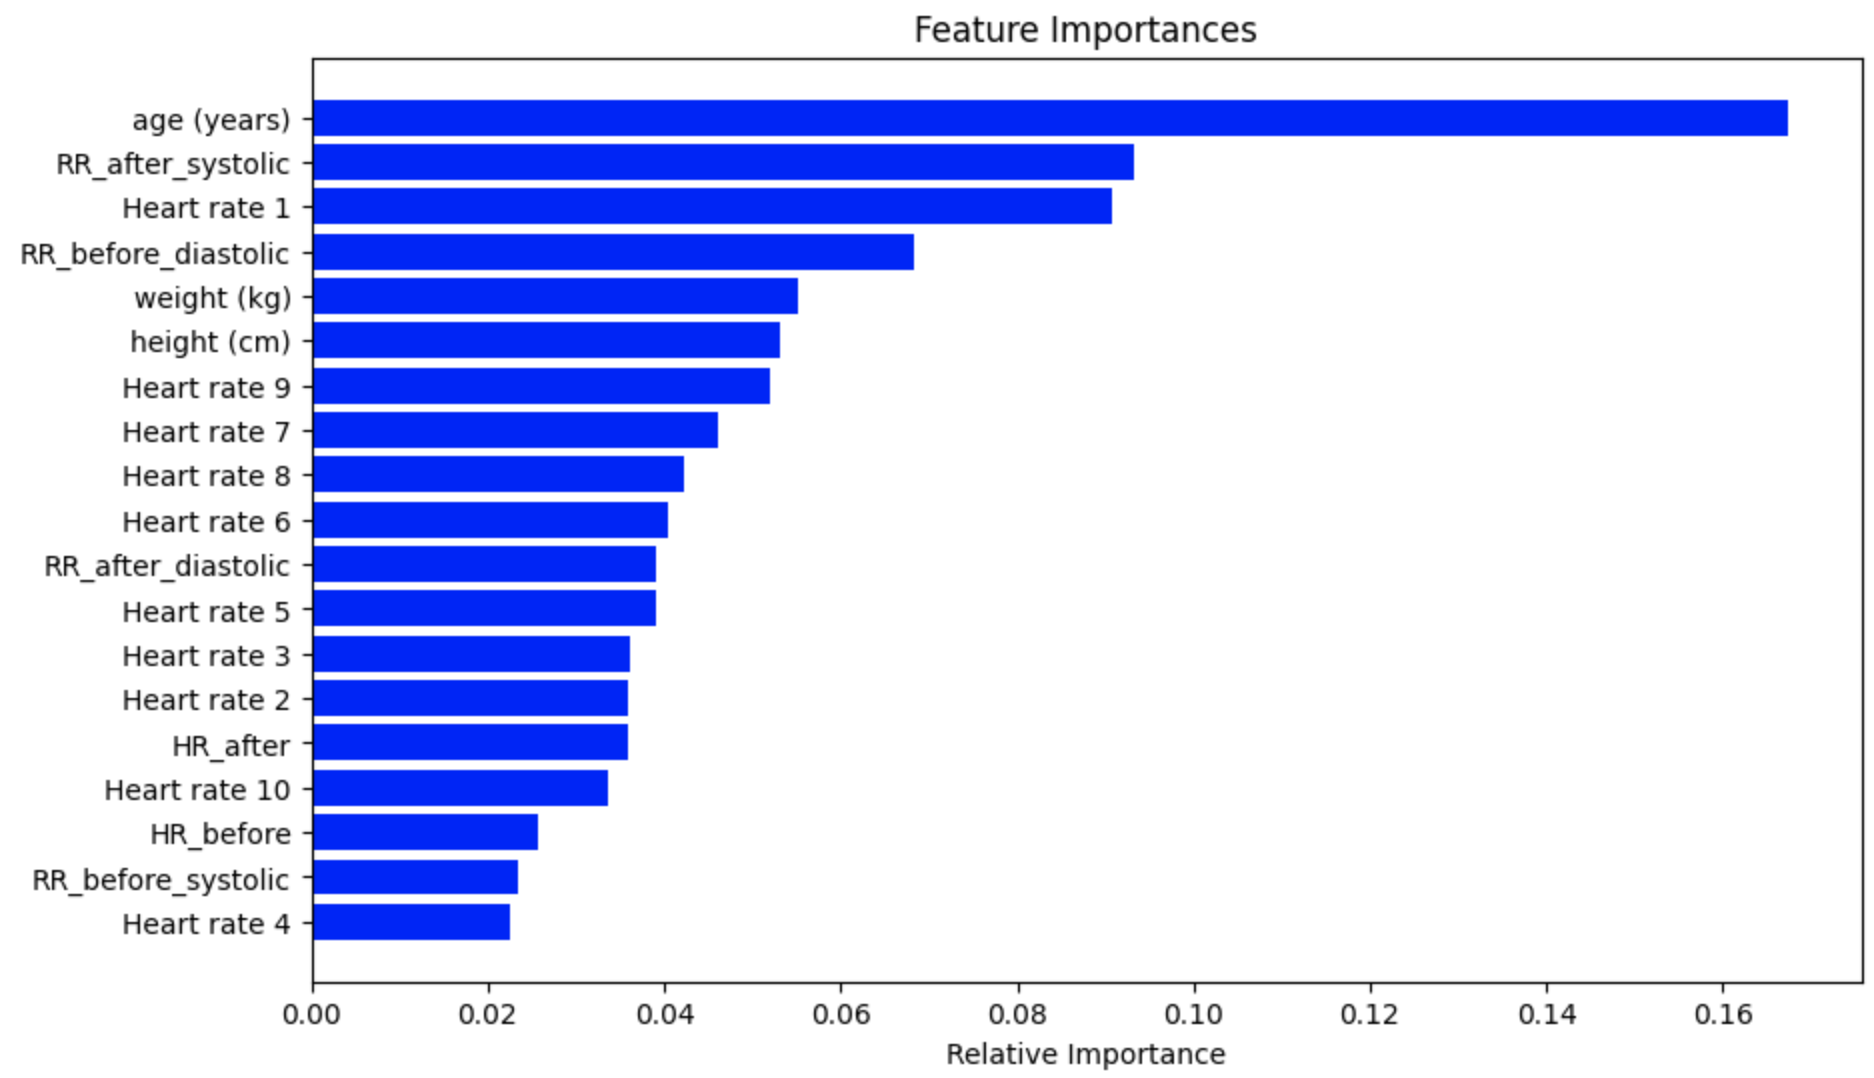 Feature Importances
age (years)
RR_after_systolic
Heart rate 1
RR_before_diastolic
weight (kg)
height (cm)
Heart rate 9
Heart rate 7
Heart rate 8
Heart rate 6
RR_after_diastolic
Heart rate 5
Heart rate 3
Heart rate 2
HR_after
Heart rate 10
HR_before
RR_before_systolic
Heart rate 4
0.00 0.02 0.04 0.06 0.08 0.10 0.12 0.14 0.16
Relative Importance